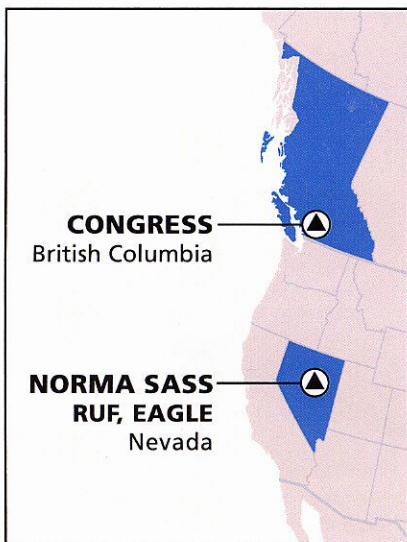 CONGRESS
British Columbia
NORMA SASS
RUF, EAGLE
Nevada